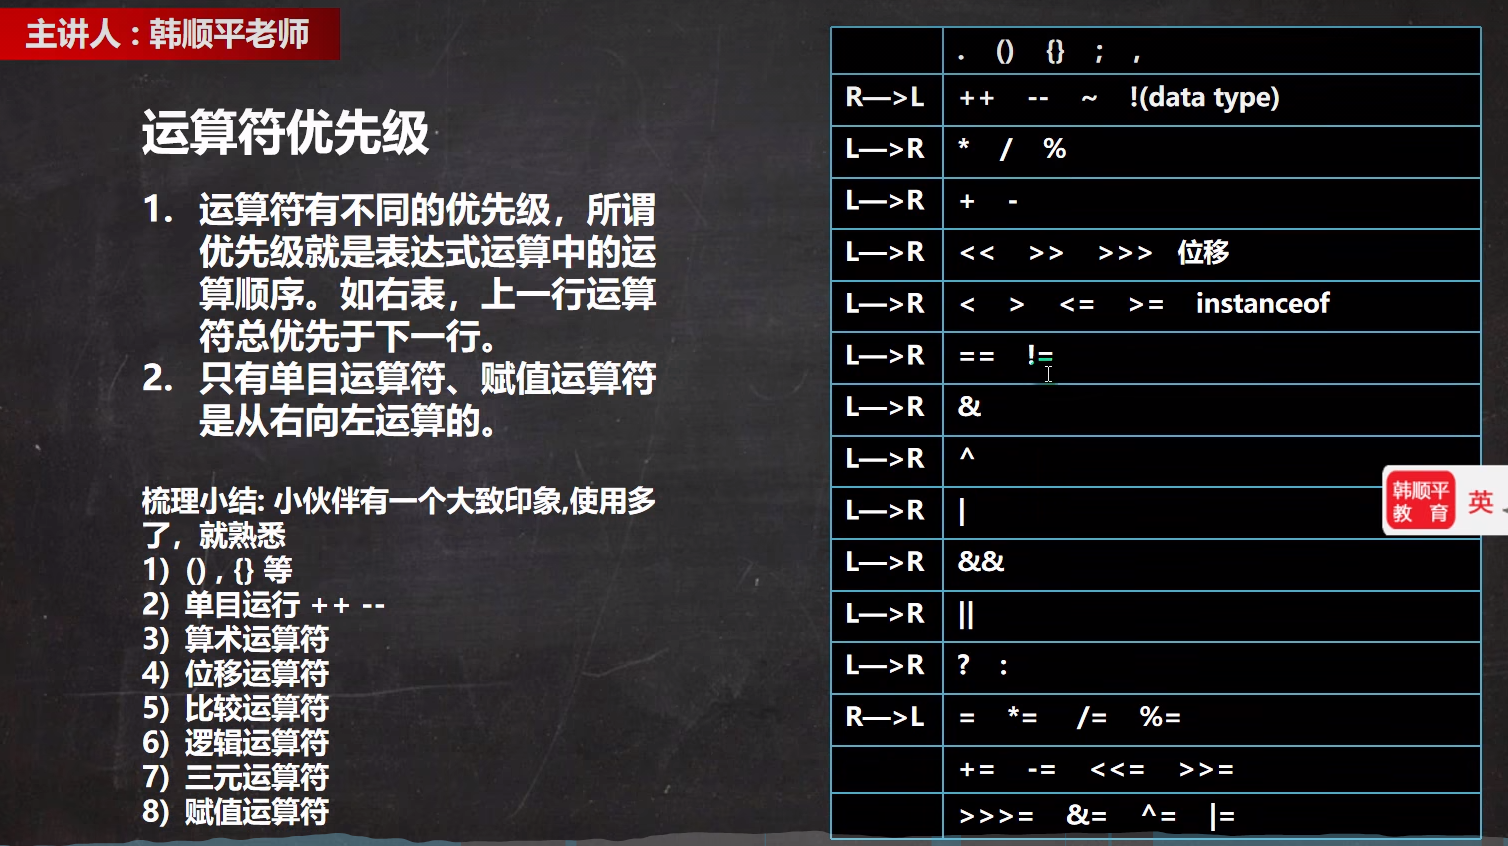 主讲人：韩顺平老师
运算符优先级
1. 运算符有不同的优先级，所谓
优先级就是表达式运算中的运
算顺序。如右表，上一行运算
符总优先于下一行。
2. 只有单目运算符、赋值运算符
是从右向左运算的。
梳理小结: 小伙伴有一个大致印象,使用多
了，就熟悉
1) () , {} 等
2) 单目运行 ++ --
3) 算术运算符
4) 位移运算符
5) 比较运算符
6) 逻辑运算符
7) 三元运算符
8) 赋值运算符
. () {} ; ,
R—>L ++ -- ~ !(data type)
L—>R * / %
L—>R + -
L—>R << >> >>> 位移
L—>R < > <= >= instanceof
L—>R == !=
L—>R &
L—>R ^
L—>R |
L—>R &&
L—>R ||
L—>R ? :
R—>L = *= /= %=
+= -= <<= >>=
>>>= &= ^= |=
韩顺平
教育
英